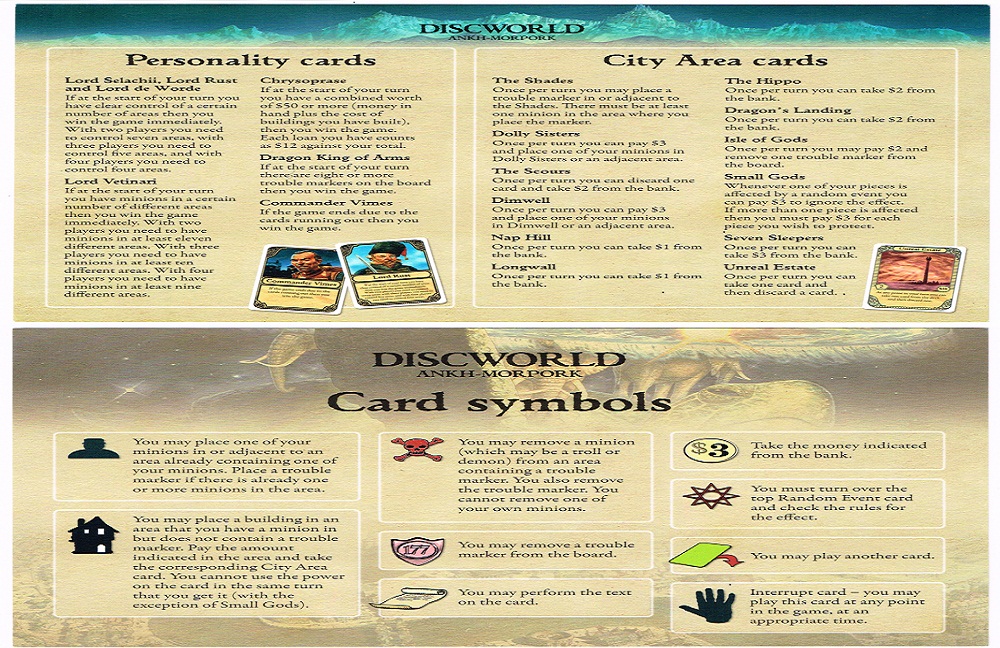 DISCWORLD
ANKH-MORPORK
Personality cards
Lord Selachii, Lord Rust
and Lord de Worde
If at the start of your turn you
have clear control of a certain
number of areas then you
win the game immediately.
With two players you need
to control seven areas, with
three players you need to
control five areas, and with
four players you need to
control four areas.
Lord Vetinari
If at the start of your turn
you have minions in a certain
number of different areas
then you win the game
immediately. With two
players you need to have
minions in at least eleven
different areas. With three
players you need to have
minions in at least ten
different areas. With four
players you need to have
minions in at least nine
different areas.
Chrysoprase
If at the start of your turn
you have a combined worth
of $50 or more (money in
hand plus the cost of
buildings you have built),
then you win the game.
Each loan you have counts
as $12 against your total.
Dragon King of Arms
If at the start of your turn
there are eight or more
trouble markers on the board
then you win the game.
Commander Vimes
If the game ends due to the
cards running out then you
win the game.
Commander Vimes
Lord Rust
City Area cards
The Shades
Once per turn you may place a
trouble marker in or adjacent to
the Shades. There must be at least
one minion in the area where you
place the marker.
Dolly Sisters
Once per turn you can pay $3
and place one of your minions in
Dolly Sisters or an adjacent area.
The Scours
Once per turn you can discard one
card and take $2 from the bank.
Dimwell
Once per turn you can pay $3
and place one of your minions
in Dimwell or an adjacent area.
Nap Hill
Once per turn you can take $1 from
the bank.
Longwall
Once per turn you can take $1 from
the bank.
The Hippo
Once per turn you can take $2 from
the bank.
Dragon's Landing
Once per turn you can take $2 from
the bank.
Isle of Gods
Once per turn you may pay $2 and
remove one trouble marker from
the board.
Small Gods
Whenever one of your pieces is
affected by a random event you
can pay $3 to ignore the effect.
If more than one piece is affected
then you must pay $3 for each
piece you wish to protect.
Seven Sleepers
Once per turn you can
take $3 from the bank.
Unreal Estate
Once per turn you can
take one card and
then discard a card.
Unreal Estate
DISCWORLD
ANKH-MORPORK
Card symbols
You may place one of your
minions in or adjacent to an
area already containing one of
your minions. Place a trouble
marker if there is already one
or more minions in the area.
You may place a building in an
area that you have a minion in
but does not contain a trouble
marker. Pay the amount
indicated in the area and take
the corresponding City Area
card. You cannot use the power
on the card in the same turn
that you get it (with the
exception of Small Gods).
You may remove a minion
(which may be a troll or
demon) from an area
containing a trouble
marker. You also remove
the trouble marker. You
cannot remove one of
your own minions.
177
You may remove a trouble
marker from the board.
You may perform the text
on the card.
$3
Take the money indicated
from the bank.
You must turn over the
top Random Event card
and check the rules for
the effect.
You may play another card.
Interrupt card – you may
play this card at any point
in the game, at an
appropriate time.